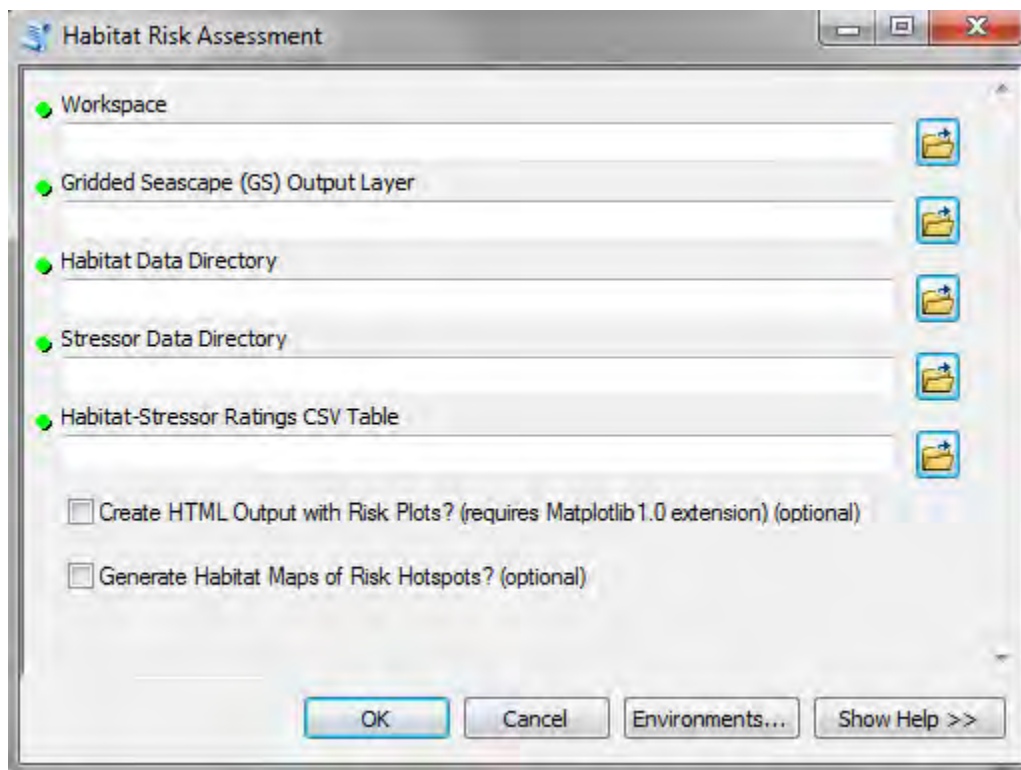 Habitat Risk Assessment
Workspace
Gridded Seascape (GS) Output Layer
Habitat Data Directory
Stressor Data Directory
Habitat-Stressor Ratings CSV Table
Create HTML Output with Risk Plots? (requires Matplotlib1.0 extension) (optional)
Generate Habitat Maps of Risk Hotspots? (optional)
OK Cancel Environments... Show Help >>